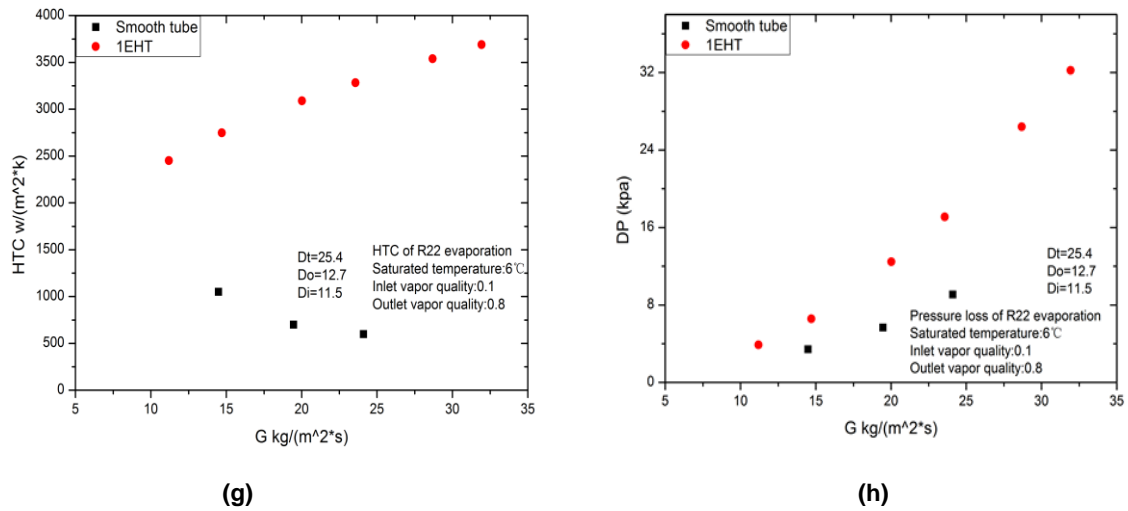 Smooth tube
1EHT
4000
3500
3000
2500
2000
1500
1000
500
0
HTC w/(m^2*k)
Dt=25.4
Do=12.7
Di=11.5
HTC of R22 evaporation
Saturated temperature:6℃
Inlet vapor quality:0.1
Outlet vapor quality:0.8
5 10 15 20 25 30 35
G kg/(m^2*s)
(g)
Smooth tube
1EHT
32
24
16
8
0
DP (kpa)
Dt=25.4
Do=12.7
Di=11.5
Pressure loss of R22 evaporation
Saturated temperature:6℃
Inlet vapor quality:0.1
Outlet vapor quality:0.8
5 10 15 20 25 30 35
G kg/(m^2*s)
(h)